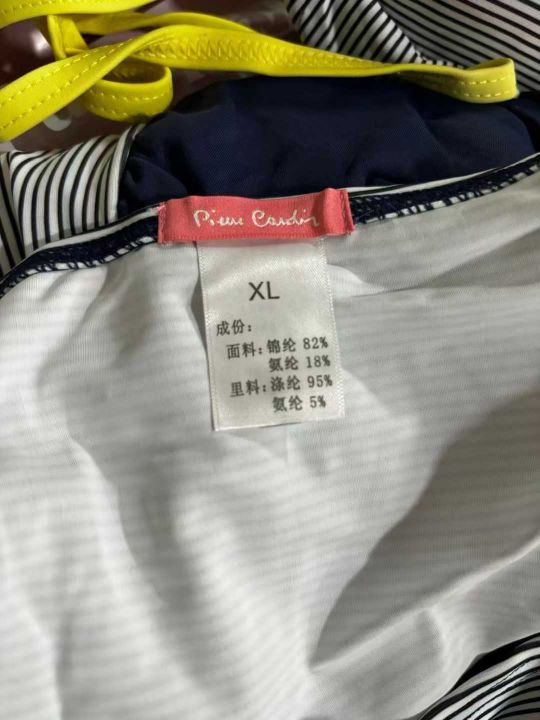 Pierre Cardin
XL
成份:
面料:锦纶 82%
氨纶 18%
里料:涤纶 95%
氨纶 5%